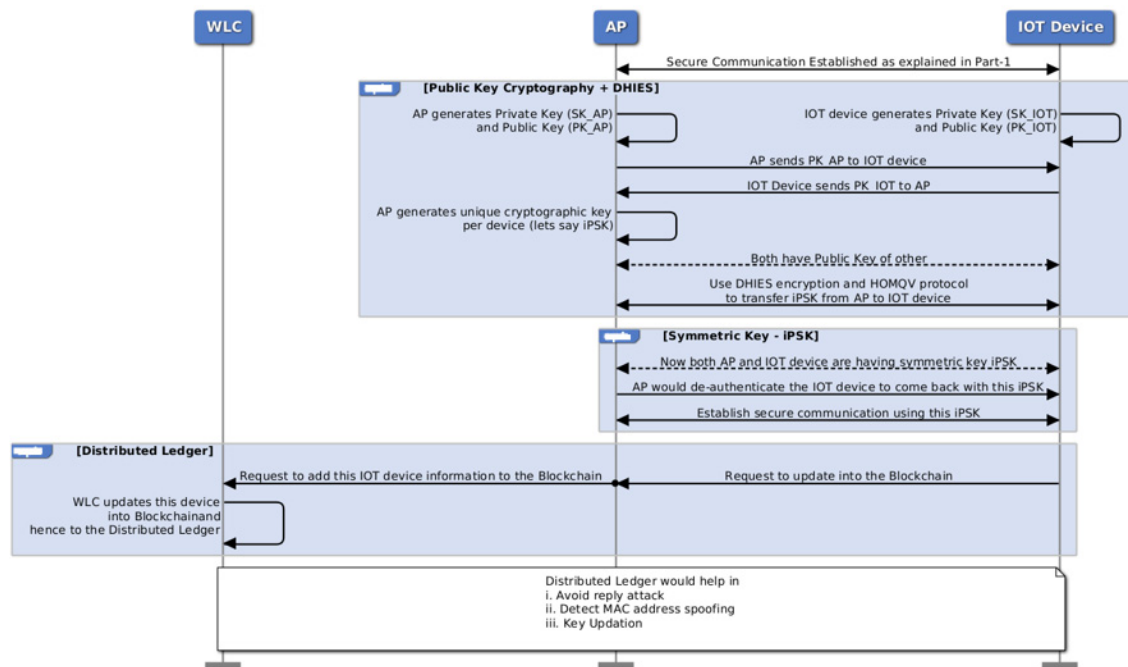 WLC
AP
IOT Device
Secure Communication Established as explained in Part-1
[Public Key Cryptography + DHIES]
AP generates Private Key (SK_AP)
and Public Key (PK_AP)
IOT device generates Private Key (SK_IOT)
and Public Key (PK_IOT)
AP sends PK_AP to IOT device
IOT Device sends PK_IOT to AP
AP generates unique cryptographic key
per device (lets say iPSK)
Both have Public Key of other
Use DHIES encryption and HOMQV protocol
to transfer iPSK from AP to IOT device
[Symmetric Key - iPSK]
Now both AP and IOT device are having symmetric key iPSK
AP would de-authenticate the IOT device to come back with this iPSK
Establish secure communication using this iPSK
[Distributed Ledger]
Request to add this IOT device information to the Blockchain
Request to update into the Blockchain
WLC updates this device
into Blockchainand
hence to the Distributed Ledger
Distributed Ledger would help in
i. Avoid reply attack
ii. Detect MAC address spoofing
iii. Key Updation